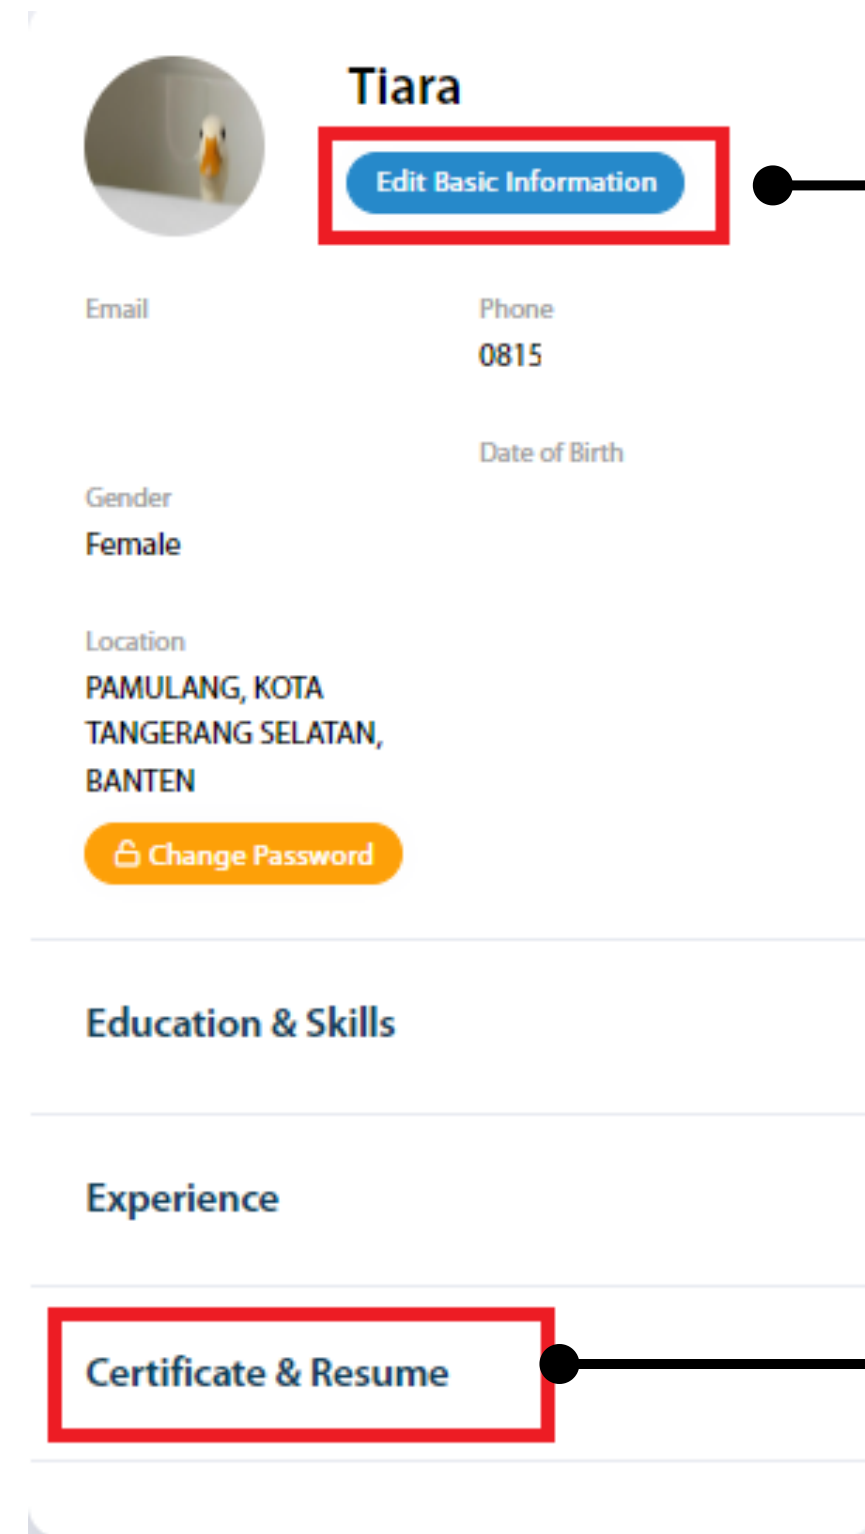 Tiara
Edit Basic Information
Email
Phone
0815
Date of Birth
Gender
Female
Location
PAMULANG, KOTA
TANGERANG SELATAN,
BANTEN
Change Password
Education & Skills
Experience
Certificate & Resume